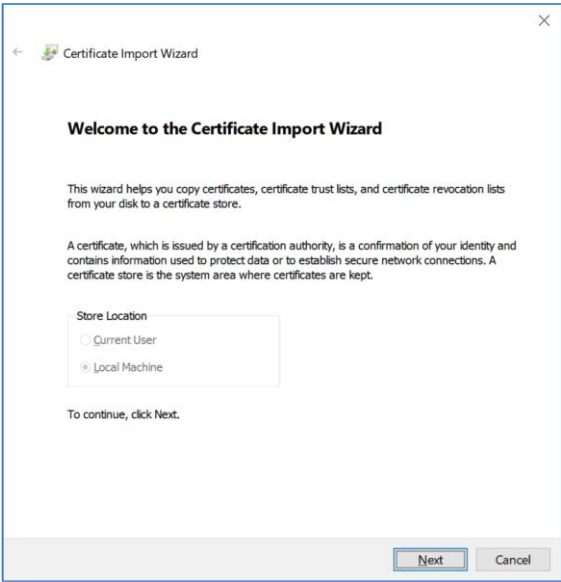 Certificate Import Wizard
Welcome to the Certificate Import Wizard
This wizard helps you copy certificates, certificate trust lists, and certificate revocation lists
from your disk to a certificate store.
A certificate, which is issued by a certification authority, is a confirmation of your identity and
contains information used to protect data or to establish secure network connections. A
certificate store is the system area where certificates are kept.
Store Location
Current User
Local Machine
To continue, click Next.
Next Cancel